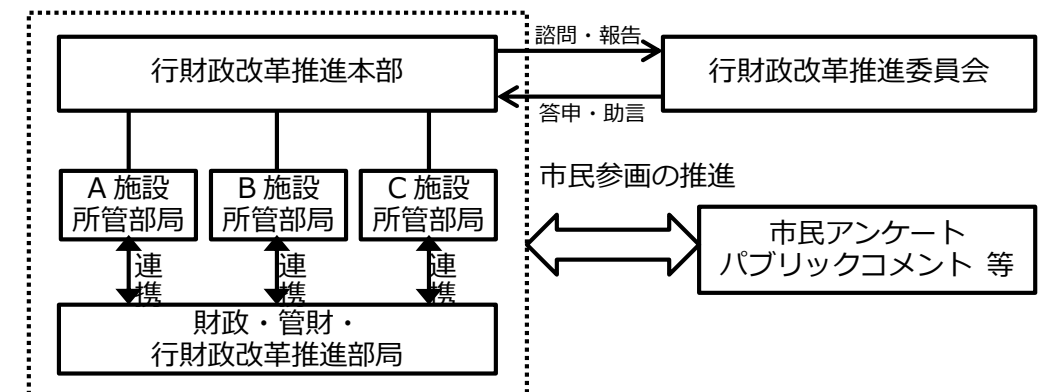 諮問・報告
行財政改革推進本部
行財政改革推進委員会
答申・助言
A 施設
所管部局
B 施設
所管部局
C 施設
所管部局
市民参画の推進
市民アンケート
パブリックコメント 等
連携
連携
連携
財政・管財・
行財政改革推進部局